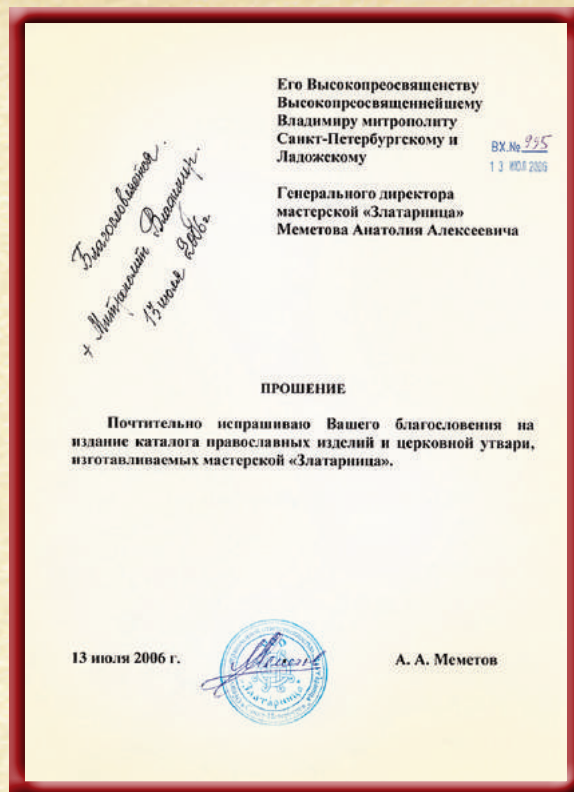 Его Высокопреосвященству
Высокопреосвященнейшему
Владимиру митрополиту
Санкт-Петербургскому и
Ладожскому
ВХ.№ 955
13 ИЮЛ 2006
Генерального директора
мастерской «Златарница»
Меметова Анатолия Алексеевича
Благословляется.
+ Митрополит Владимир.
13 июля 2006 г.
ПРОШЕНИЕ
Почтительно испрашиваю Вашего благословения на
издание каталога православных изделий и церковной утвари,
изготавливаемых мастерской «Златарница».
13 июля 2006 г.
Златарница
А. А. Меметов